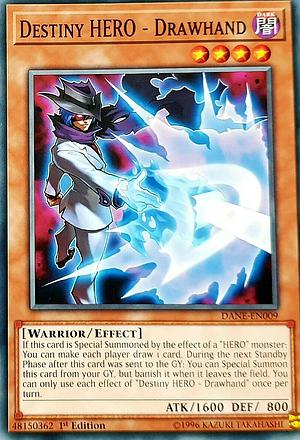 Destiny HERO - Drawhand
DARK
闇
DANE-EN009
[Warrior/Effect]
If this card is Special Summoned by the effect of a "HERO" monster:
You can make each player draw 1 card. During the next Standby
Phase after this card was sent to the GY: You can Special Summon
this card from your GY, but banish it when it leaves the field. You
can only use each effect of "Destiny HERO - Drawhand" once per
turn.
ATK/1600 DEF/ 800
48150362 1st Edition ©1996 KAZUKI TAKAHASHI